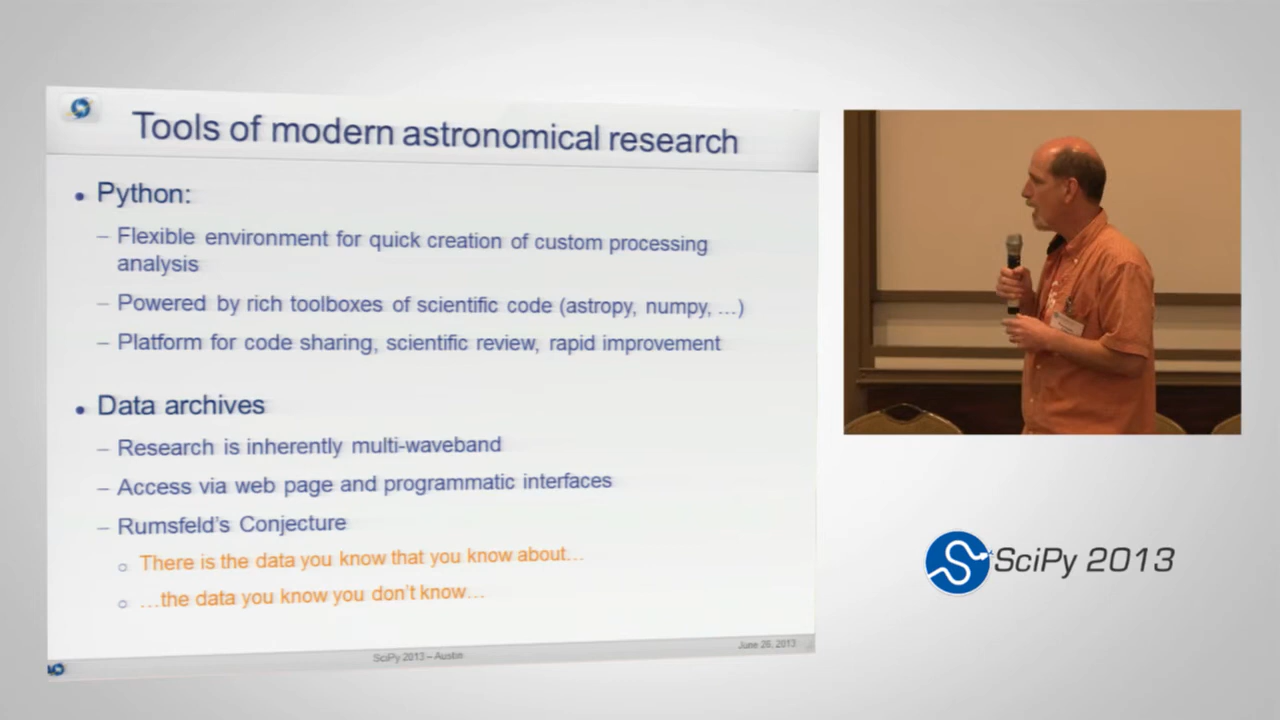 Tools of modern astronomical research
• Python:
– Flexible environment for quick creation of custom processing
analysis
– Powered by rich toolboxes of scientific code (astropy, numpy, …)
– Platform for code sharing, scientific review, rapid improvement
• Data archives
– Research is inherently multi-waveband
– Access via web page and programmatic interfaces
– Rumsfeld's Conjecture
○ There is the data you know that you know about…
○ …the data you know you don't know…
SciPy 2013 – Austin
June 26, 2013
SciPy 2013